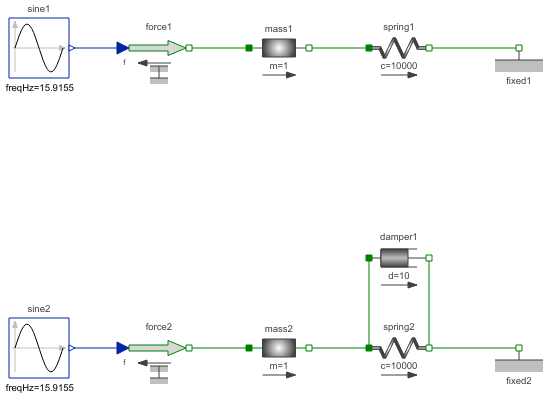 sine1
force1
mass1
spring1
f
m=1
c=10000
freqHz=15.9155
fixed1
damper1
d=10
sine2
force2
mass2
spring2
f
m=1
c=10000
freqHz=15.9155
fixed2